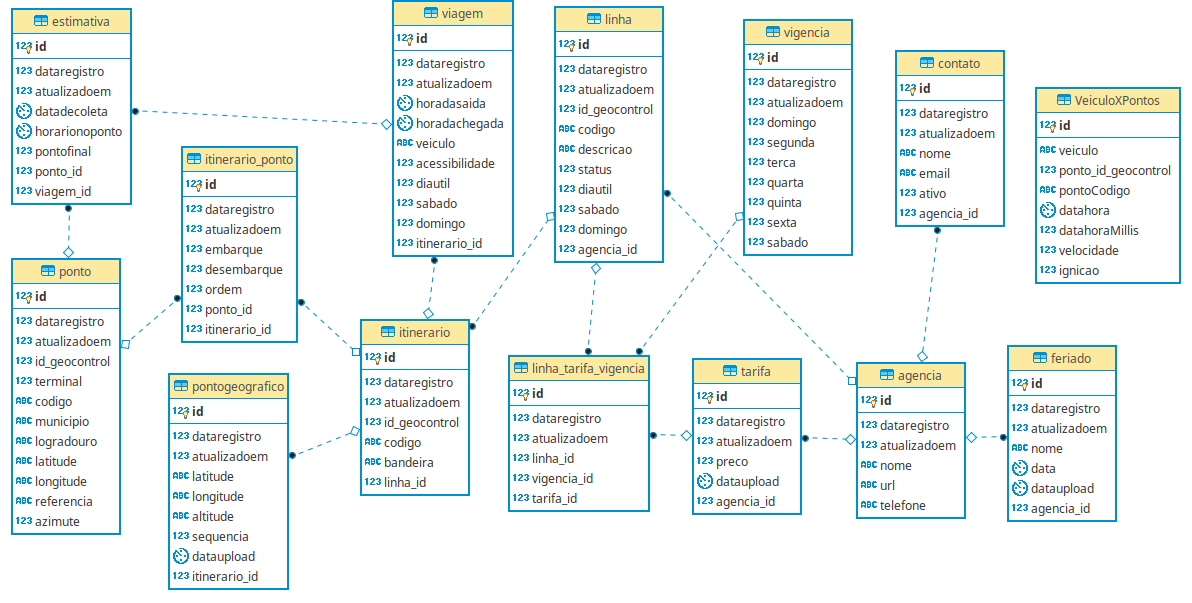 estimativa
123 id
123 dataregistro
123 atualizadoem
datadecoleta
horarionoponto
123 pontofinal
123 ponto_id
123 viagem_id
viagem
123 id
123 dataregistro
123 atualizadoem
horadasaida
horadachegada
ABC veiculo
123 acessibilidade
123 diautil
123 sabado
123 domingo
123 itinerario_id
linha
123 id
123 dataregistro
123 atualizadoem
123 id_geocontrol
ABC codigo
ABC descricao
123 status
123 diautil
123 sabado
123 domingo
123 agencia_id
vigencia
123 id
123 dataregistro
123 atualizadoem
123 domingo
123 segunda
123 terca
123 quarta
123 quinta
123 sexta
123 sabado
contato
123 id
123 dataregistro
123 atualizadoem
ABC nome
ABC email
123 ativo
123 agencia_id
VeiculoXPontos
123 id
ABC veiculo
123 ponto_id_geocontrol
ABC pontoCodigo
datahora
123 datahoraMillis
123 velocidade
123 ignicao
itinerario_ponto
123 id
123 dataregistro
123 atualizadoem
123 embarque
123 desembarque
123 ordem
123 ponto_id
123 itinerario_id
ponto
123 id
123 dataregistro
123 atualizadoem
123 id_geocontrol
123 terminal
ABC codigo
ABC municipio
ABC logradouro
ABC latitude
ABC longitude
ABC referencia
123 azimute
pontogeografico
123 id
123 dataregistro
123 atualizadoem
ABC latitude
ABC longitude
ABC altitude
123 sequencia
dataupload
123 itinerario_id
itinerario
123 id
123 dataregistro
123 atualizadoem
123 id_geocontrol
ABC codigo
ABC bandeira
123 linha_id
linha_tarifa_vigencia
123 id
123 dataregistro
123 atualizadoem
123 linha_id
123 vigencia_id
123 tarifa_id
tarifa
123 id
123 dataregistro
123 atualizadoem
123 preco
dataupload
123 agencia_id
agencia
123 id
123 dataregistro
123 atualizadoem
ABC nome
ABC url
ABC telefone
feriado
123 id
123 dataregistro
123 atualizadoem
ABC nome
data
dataupload
123 agencia_id